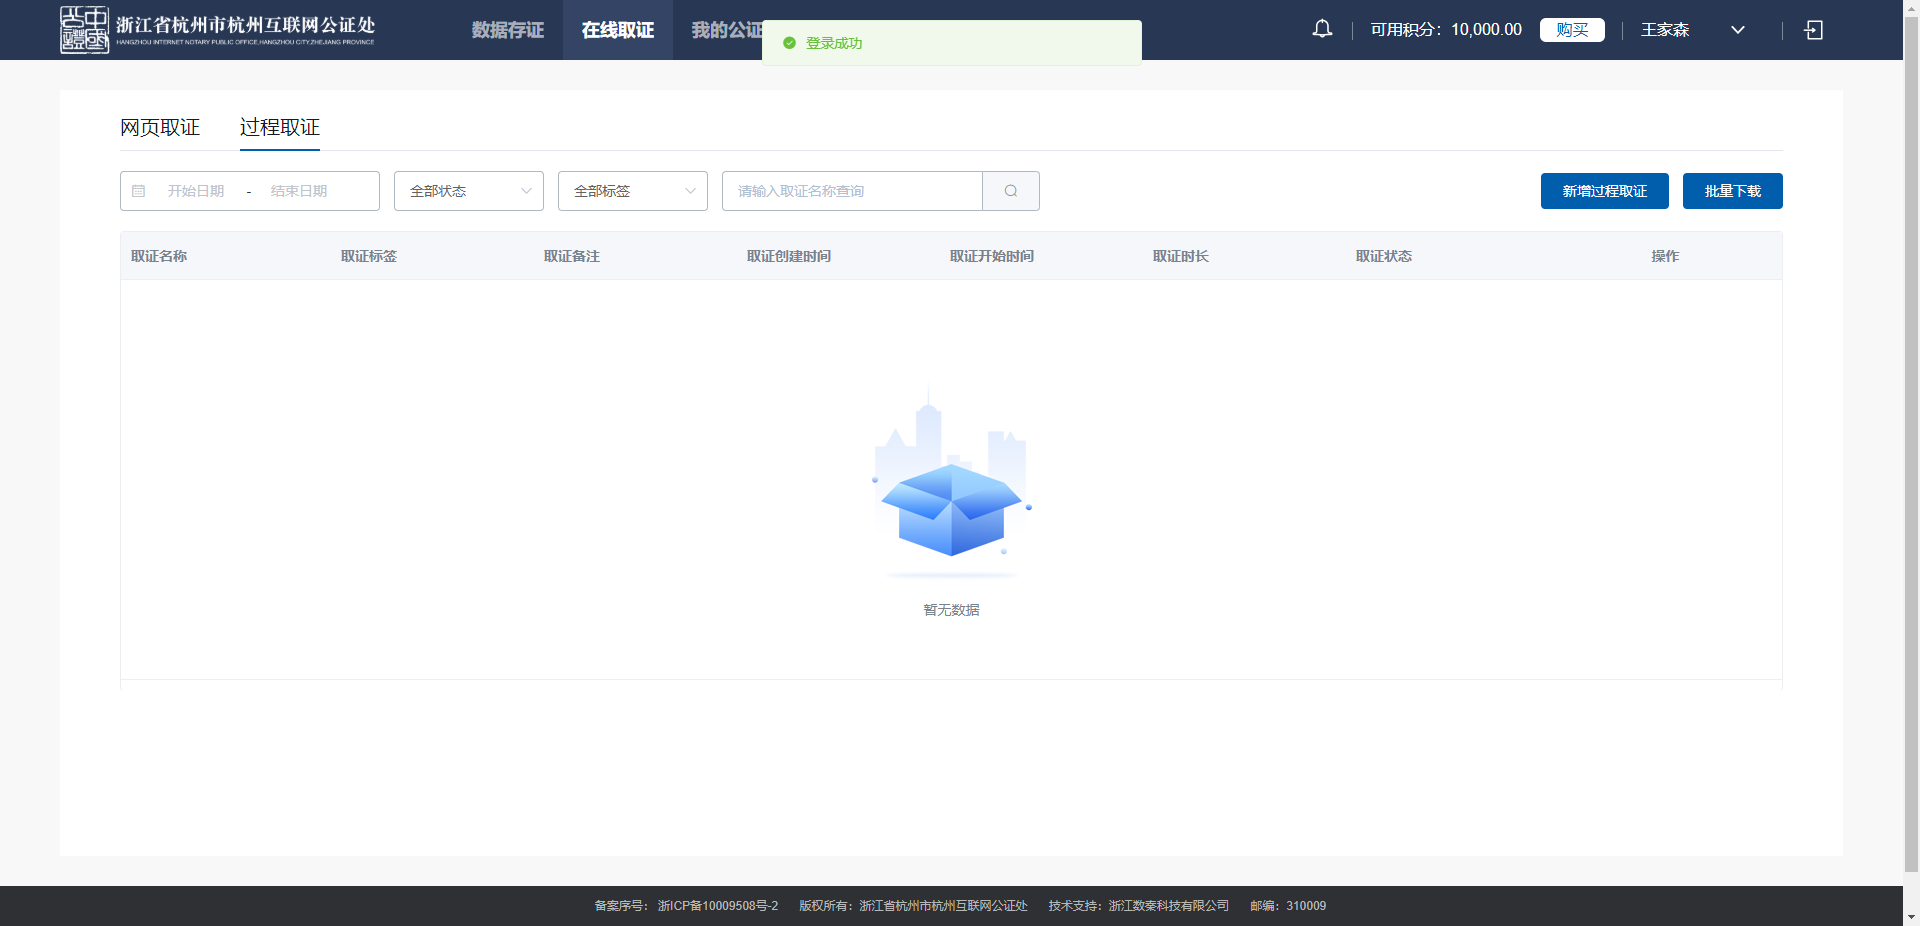 浙江省杭州市杭州互联网公证处
HANGZHOU INTERNET NOTARY PUBLIC OFFICE,HANGZHOU CITY,ZHEJIANG PROVINCE
数据存证 在线取证 我的公证
登录成功
可用积分：10,000.00 购买 王家森
网页取证 过程取证
开始日期 - 结束日期 全部状态 全部标签 请输入取证名称查询 新增过程取证 批量下载
取证名称 取证标签 取证备注 取证创建时间 取证开始时间 取证时长 取证状态 操作
暂无数据
备案序号： 浙ICP备10009508号-2 版权所有：浙江省杭州市杭州互联网公证处 技术支持：浙江数秦科技有限公司 邮编：310009